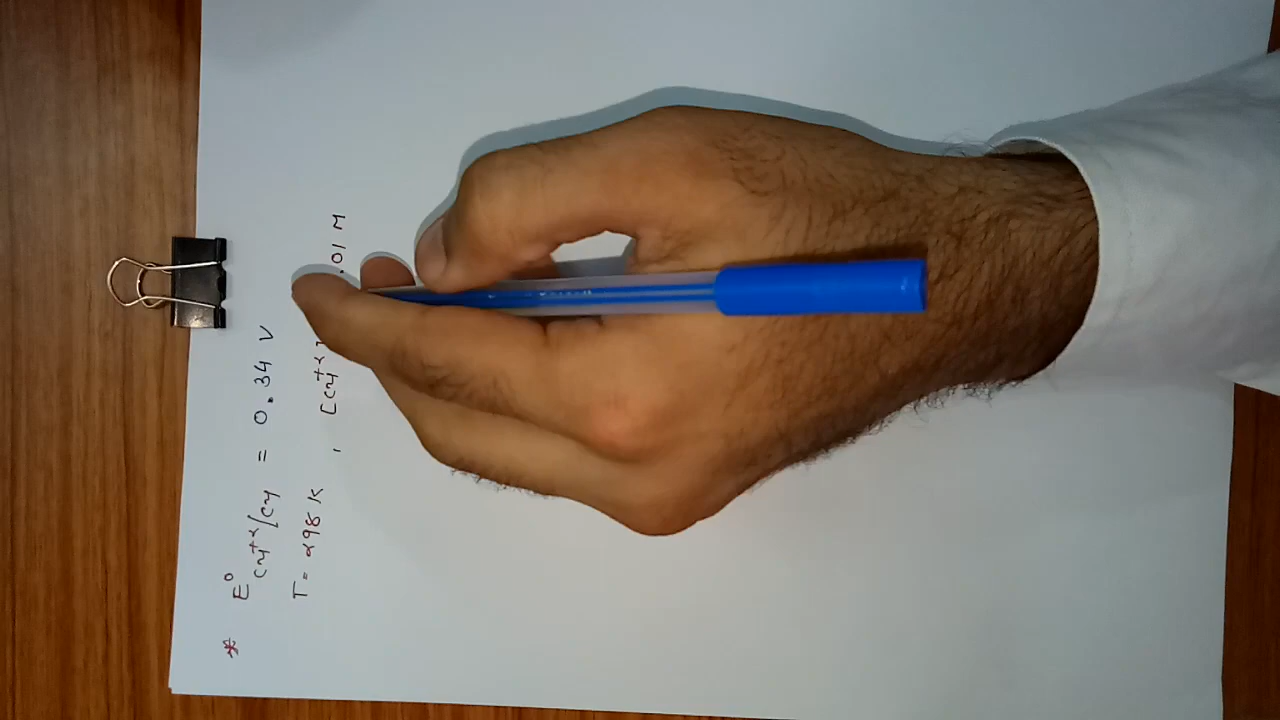 * E° Cu+2/Cu = 0.34 V
T = 298 K , [Cu+2] .01 M